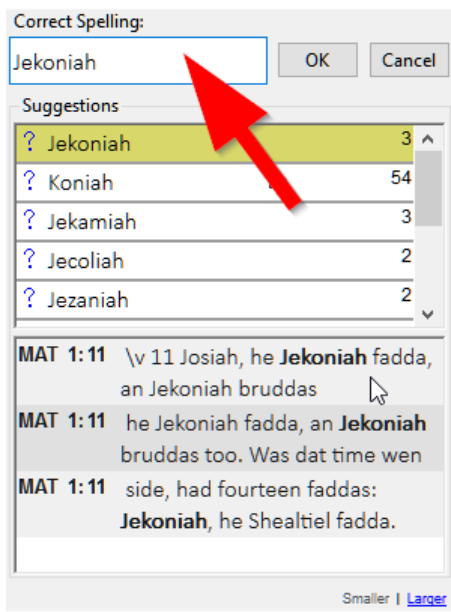 Correct Spelling:
Jekoniah
OK
Cancel
Suggestions
? Jekoniah 3
? Koniah 54
? Jekamiah 3
? Jecoliah 2
? Jezaniah 2
MAT 1:11 \v 11 Josiah, he Jekoniah fadda,
an Jekoniah bruddas
MAT 1:11 he Jekoniah fadda, an Jekoniah
bruddas too. Was dat time wen
MAT 1:11 side, had fourteen faddas:
Jekoniah, he Shealtiel fadda.
Smaller | Larger